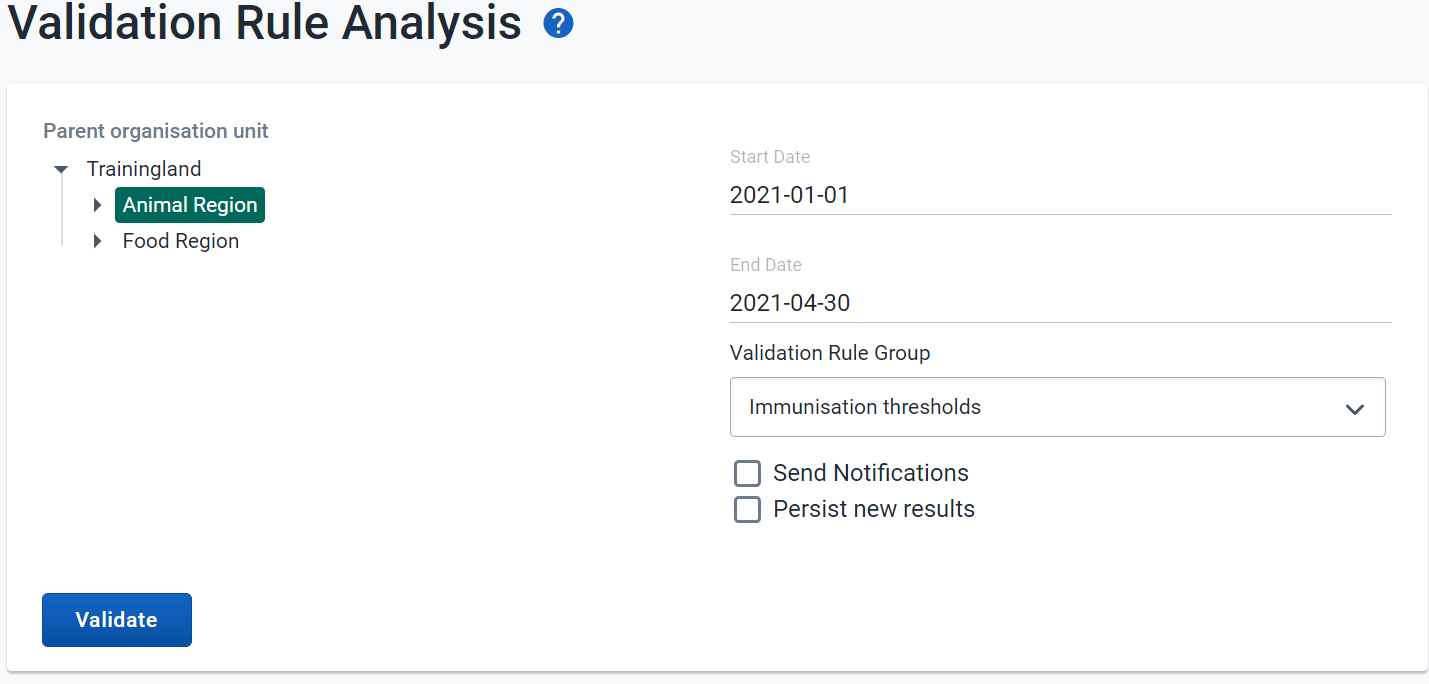 Validation Rule Analysis ?
Parent organisation unit
Trainingland
Animal Region
Food Region
Start Date
2021-01-01
End Date
2021-04-30
Validation Rule Group
Immunisation thresholds
Send Notifications
Persist new results
Validate